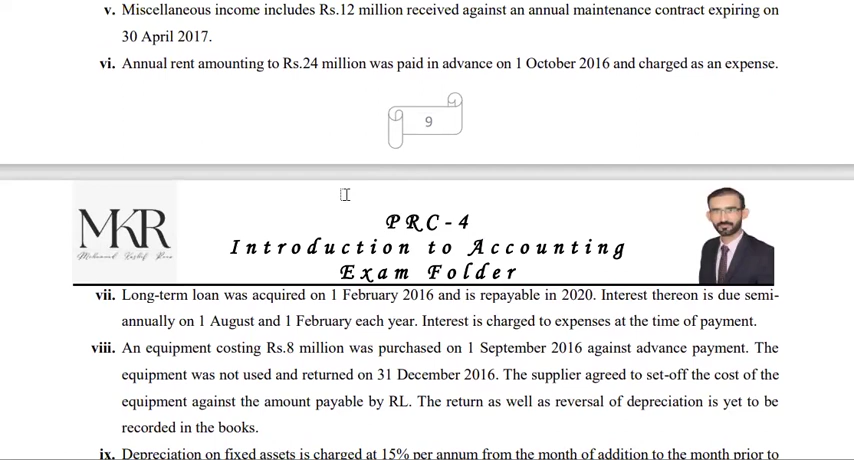 v. Miscellaneous income includes Rs.12 million received against an annual maintenance contract expiring on
30 April 2017.
vi. Annual rent amounting to Rs.24 million was paid in advance on 1 October 2016 and charged as an expense.
9
MKR
PRC-4
Introduction to Accounting
Exam Folder
vii. Long-term loan was acquired on 1 February 2016 and is repayable in 2020. Interest thereon is due semi-
annually on 1 August and 1 February each year. Interest is charged to expenses at the time of payment.
viii. An equipment costing Rs.8 million was purchased on 1 September 2016 against advance payment. The
equipment was not used and returned on 31 December 2016. The supplier agreed to set-off the cost of the
equipment against the amount payable by RL. The return as well as reversal of depreciation is yet to be
recorded in the books.
ix. Depreciation on fixed assets is charged at 15% per annum from the month of addition to the month prior to